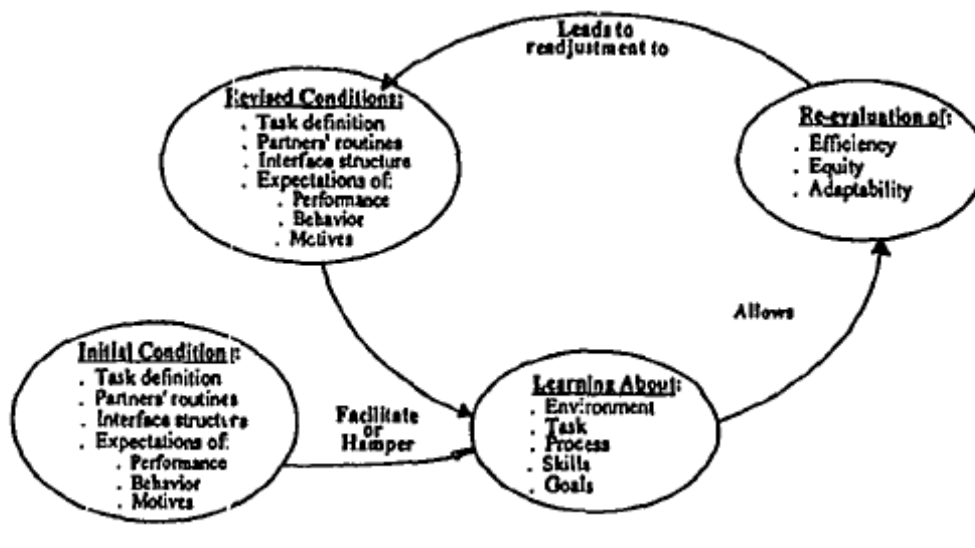 Leads to
readjustment to
Revised Conditions:
. Task definition
. Partners' routines
. Interface structure
. Expectations of:
. Performance
. Behavior
. Motives
Re-evaluation of:
. Efficiency
. Equity
. Adaptability
Allows
Initial Conditions:
. Task definition
. Partners' routines
. Interface structure
. Expectations of:
. Performance
. Behavior
. Motives
Facilitate
or
Hamper
Learning About:
. Environment
. Task
. Process
. Skills
. Goals